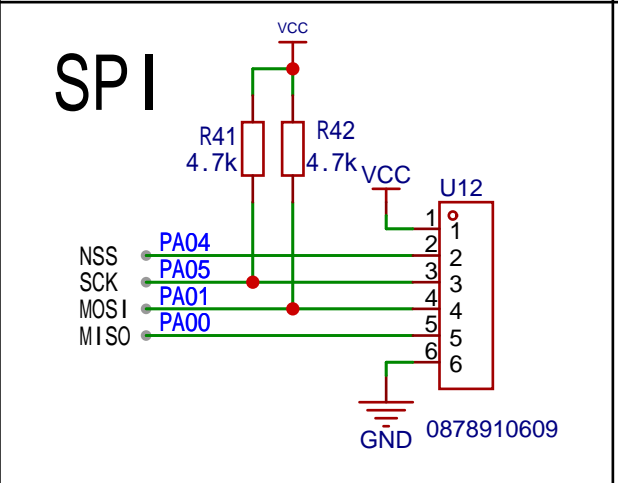 VCC
SPI
R41
4.7k
R42
4.7k
VCC
U12
NSS PA04 2 2
SCK PA05 3 3
MOSI PA01 4 4
MISO PA00 5 5
1 1
6 6
GND
0878910609